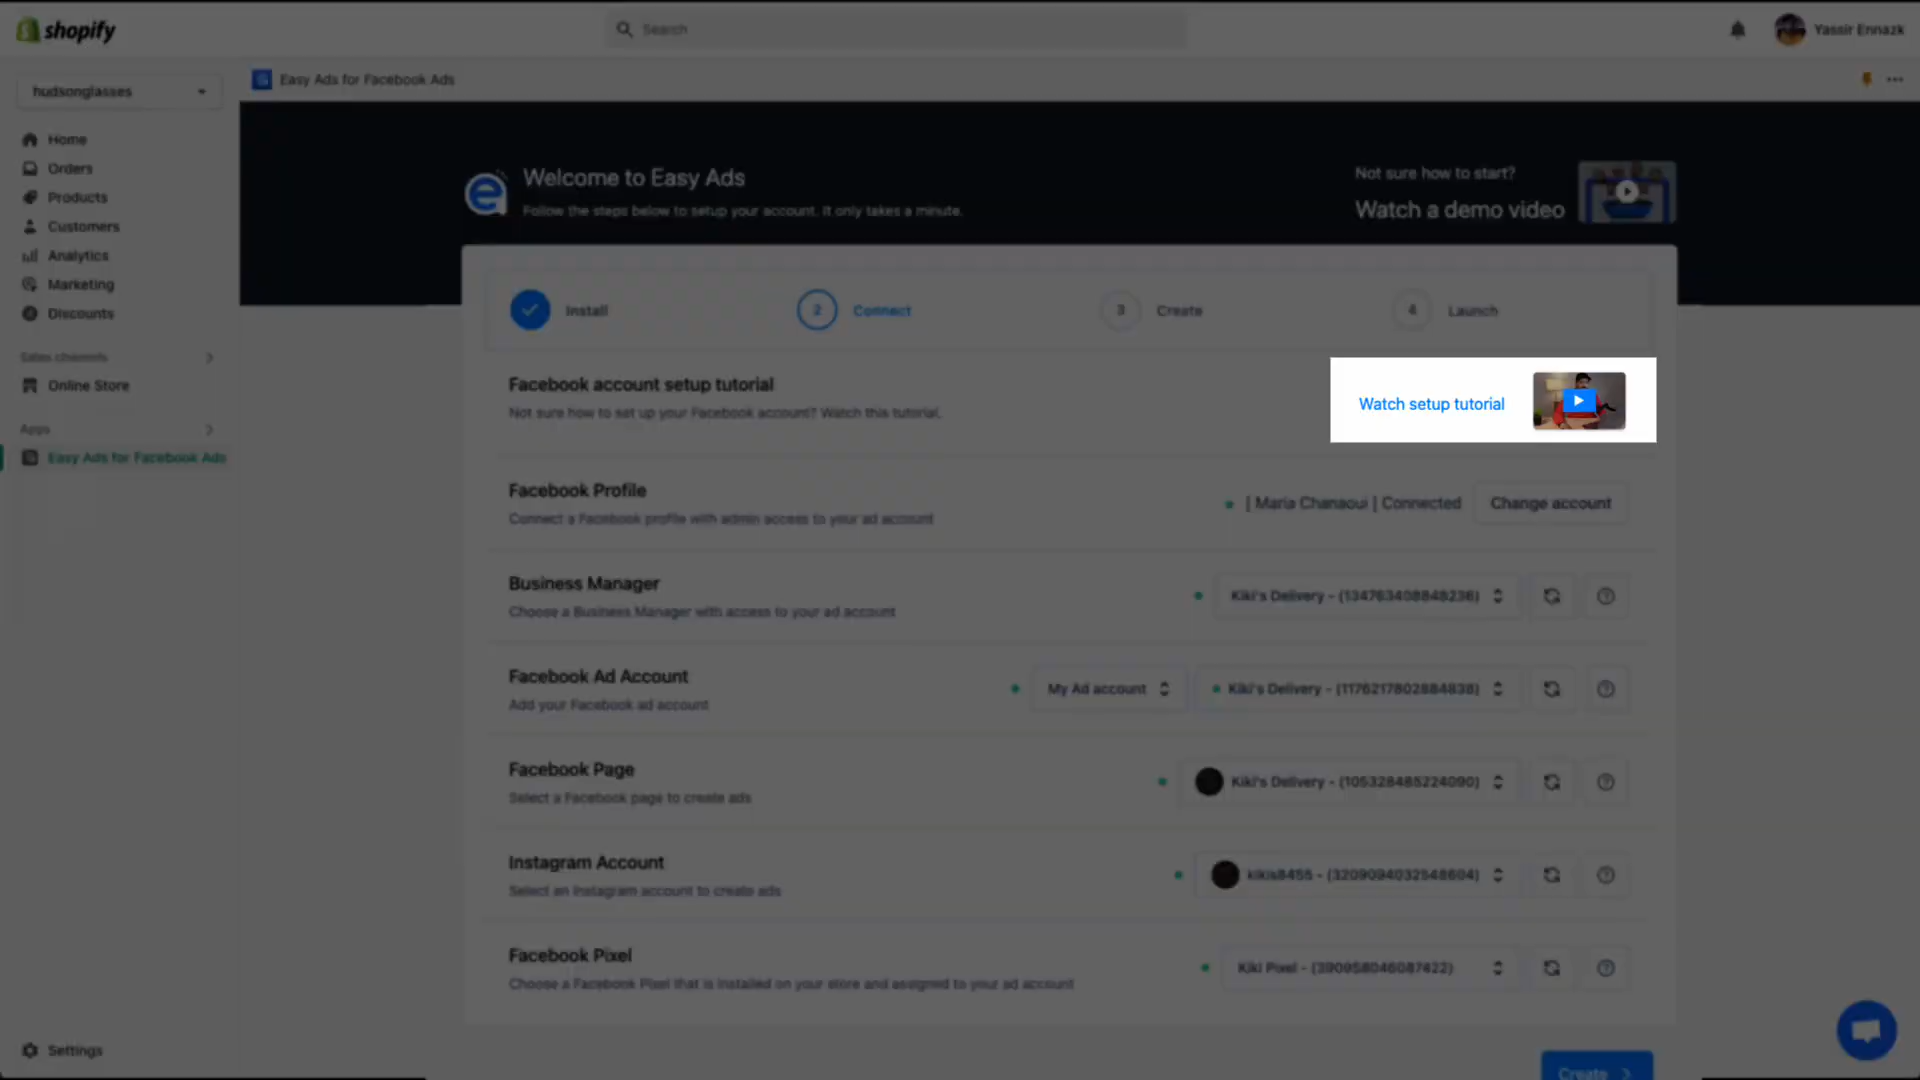 shopify
Search
Yassir Ennazk
hudsonglasses
Easy Ads for Facebook Ads
Home
Orders
Products
Customers
Analytics
Marketing
Discounts
Sales channels
Online Store
Apps
Easy Ads for Facebook Ads
Settings
Welcome to Easy Ads
Follow the steps below to setup your account. It only takes a minute.
Not sure how to start?
Watch a demo video
Install
2 Connect
3 Create
4 Launch
Facebook account setup tutorial
Not sure how to set up your Facebook account? Watch this tutorial.
Watch setup tutorial
Facebook Profile
Connect a Facebook profile with admin access to your ad account
| Maria Chanaoui | Connected
Change account
Business Manager
Choose a Business Manager with access to your ad account
Kiki's Delivery - (134763408848236)
Facebook Ad Account
Add your Facebook ad account
My Ad account
Kiki's Delivery - (1176217802884838)
Facebook Page
Select a Facebook page to create ads
Kiki's Delivery - (105328485224090)
Instagram Account
Select an Instagram account to create ads
kikis8455 - (3209094032548604)
Facebook Pixel
Choose a Facebook Pixel that is installed on your store and assigned to your ad account
Kiki Pixel - (390958046087422)
Create